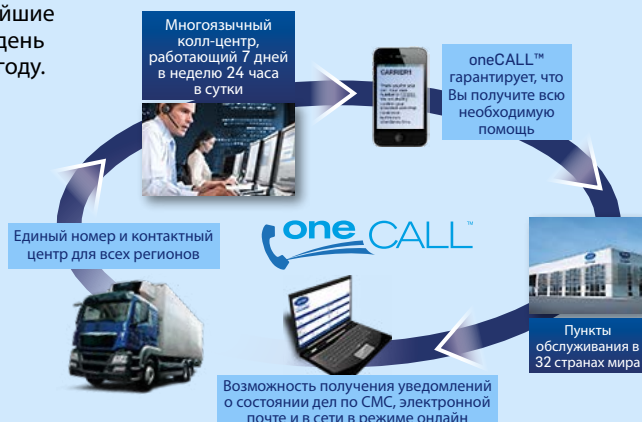 йшие
день
году.
Многоязычный
колл-центр,
работающий 7 дней
в неделю 24 часа
в сутки
CARRIER1
oneCALL™
гарантирует, что
Вы получите всю
необходимую
помощь
Единый номер и контактный
центр для всех регионов
one CALL™
Пункты
обслуживания в
32 странах мира
Возможность получения уведомлений
о состоянии дел по СМС, электронной
почте и в сети в режиме онлайн